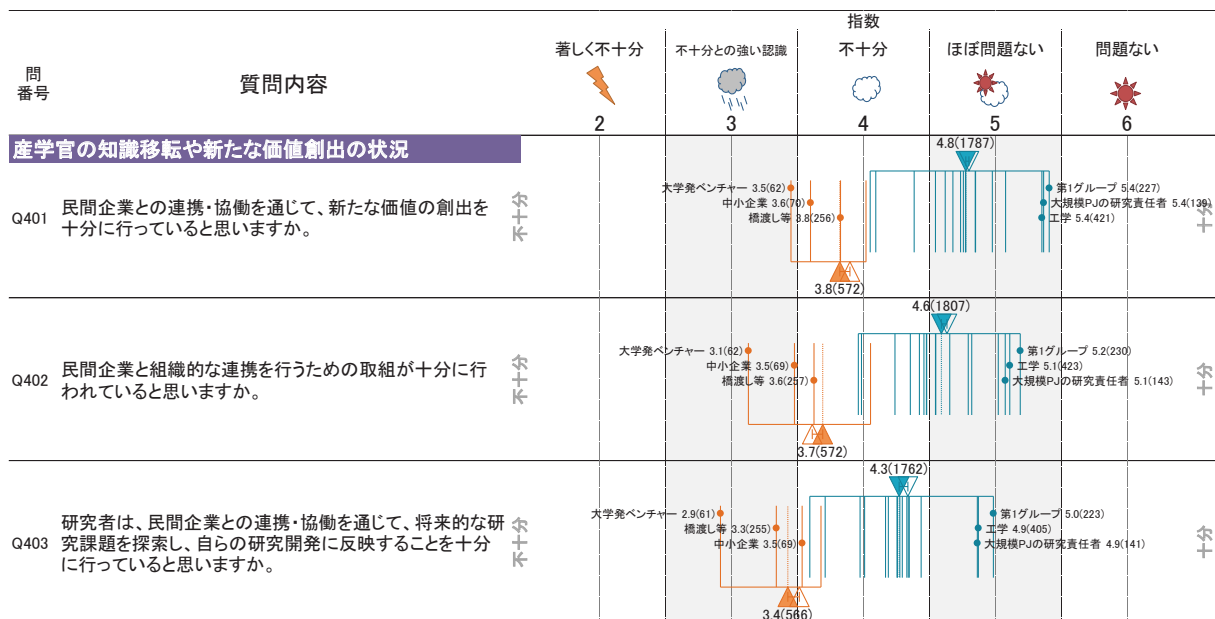 指数
著しく不十分
不十分との強い認識
不十分
ほぼ問題ない
問題ない
問
番号
質問内容
2
3
4
5
6
産学官の知識移転や新たな価値創出の状況
Q401
民間企業との連携・協働を通じて、新たな価値の創出を
十分に行っていると思いますか。
不十分
4.8(1787)
大学発ベンチャー 3.5(62)
中小企業 3.6(70)
橋渡し等 3.8(256)
第1グループ 5.4(227)
大規模PJの研究責任者 5.4(139)
工学 5.4(421)
3.8(572)
十分
Q402
民間企業と組織的な連携を行うための取組が十分に行
われていると思いますか。
不十分
4.6(1807)
大学発ベンチャー 3.1(62)
中小企業 3.5(69)
橋渡し等 3.6(257)
第1グループ 5.2(230)
工学 5.1(423)
大規模PJの研究責任者 5.1(143)
3.7(572)
十分
Q403
研究者は、民間企業との連携・協働を通じて、将来的な研
究課題を探索し、自らの研究開発に反映することを十分
に行っていると思いますか。
不十分
4.3(1762)
大学発ベンチャー 2.9(61)
橋渡し等 3.3(255)
中小企業 3.5(69)
第1グループ 5.0(223)
工学 4.9(405)
大規模PJの研究責任者 4.9(141)
3.4(566)
十分